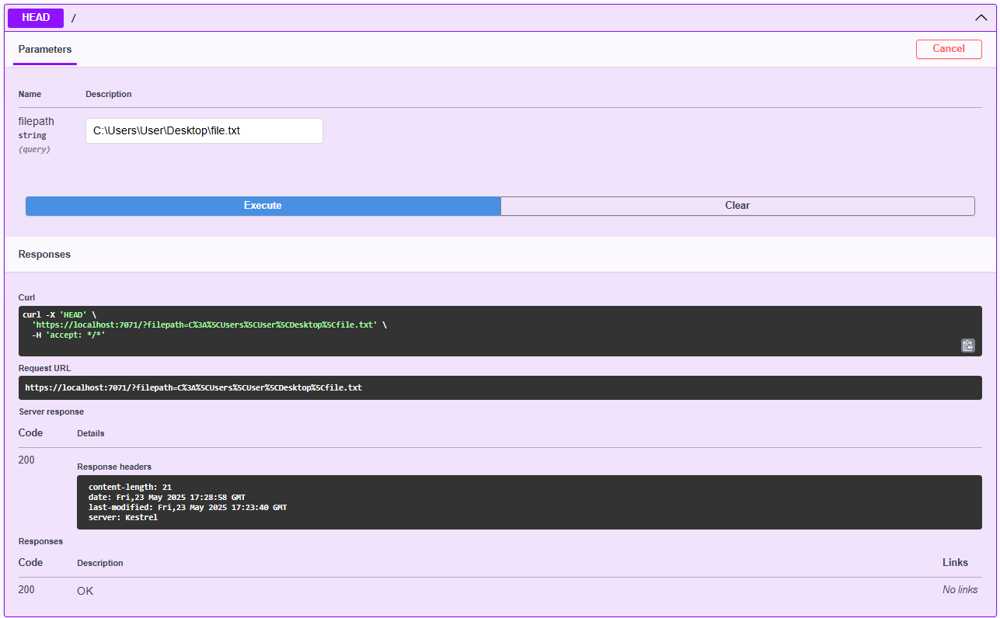 HEAD /
Parameters
Cancel
Name Description
filepath
string
(query)
C:\Users\User\Desktop\file.txt
Execute Clear
Responses
Curl
curl -X 'HEAD' \
  'https://localhost:7071/?filepath=C%3A%5CUsers%5CUser%5CDesktop%5Cfile.txt' \
  -H 'accept: */*'
Request URL
https://localhost:7071/?filepath=C%3A%5CUsers%5CUser%5CDesktop%5Cfile.txt
Server response
Code Details
200
Response headers
content-length: 21
date: Fri,23 May 2025 17:28:58 GMT
last-modified: Fri,23 May 2025 17:23:40 GMT
server: Kestrel
Responses
Code Description Links
200 OK No links